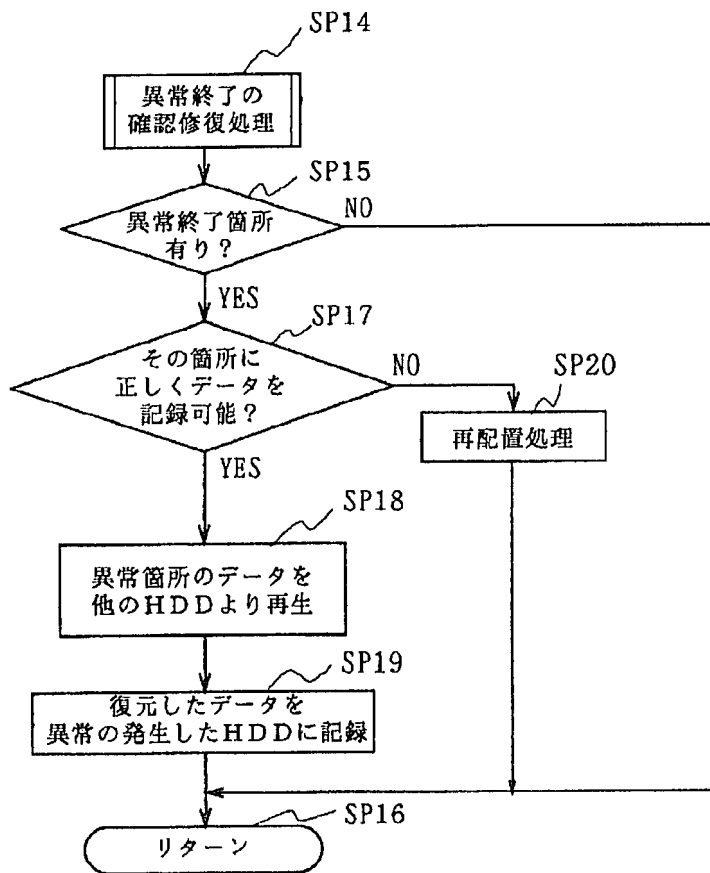 SP14
異常終了の
確認修復処理
SP15
異常終了箇所
有り?
NO
YES
SP17
その箇所に
正しくデータを
記録可能?
NO
SP20
再配置処理
YES
SP18
異常箇所のデータを
他のHDDより再生
SP19
復元したデータを
異常の発生したHDDに記録
SP16
リターン